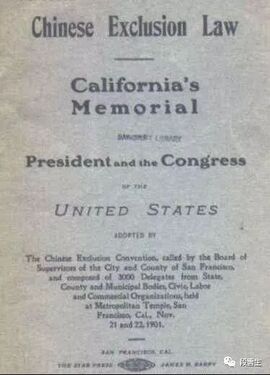 Chinese Exclusion Law
California's
Memorial
BANCROFT LIBRARY
President and the Congress
OF THE
UNITED STATES
ADOPTED BY
The Chinese Exclusion Convention, called by the Board of
Supervisors of the City and County of San Francisco,
and composed of 3000 Delegates from State,
County and Municipal Bodies, Civic, Labor
and Commercial Organizations, held
at Metropolitan Temple, San
Francisco, Cal., Nov.
21 and 22, 1901.
SAN FRANCISCO, CAL.
THE STAR PRESS JAMES H. BARRY